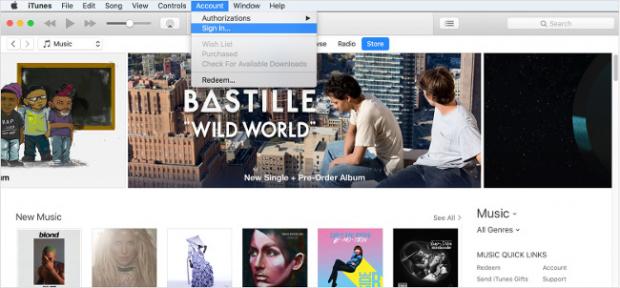 iTunes File Edit View Song Controls Account Window Help
Authorizations
Sign In...
Wish List
Purchased
Check For Available Downloads
Redeem...
Search
Music
Radio Store
BASTILLE
"WILD WORLD"
New Single + Pre-Order Album
New Music
See All >
Music
All Genres
MUSIC QUICK LINKS
Redeem Account
Send iTunes Gifts Support
blond